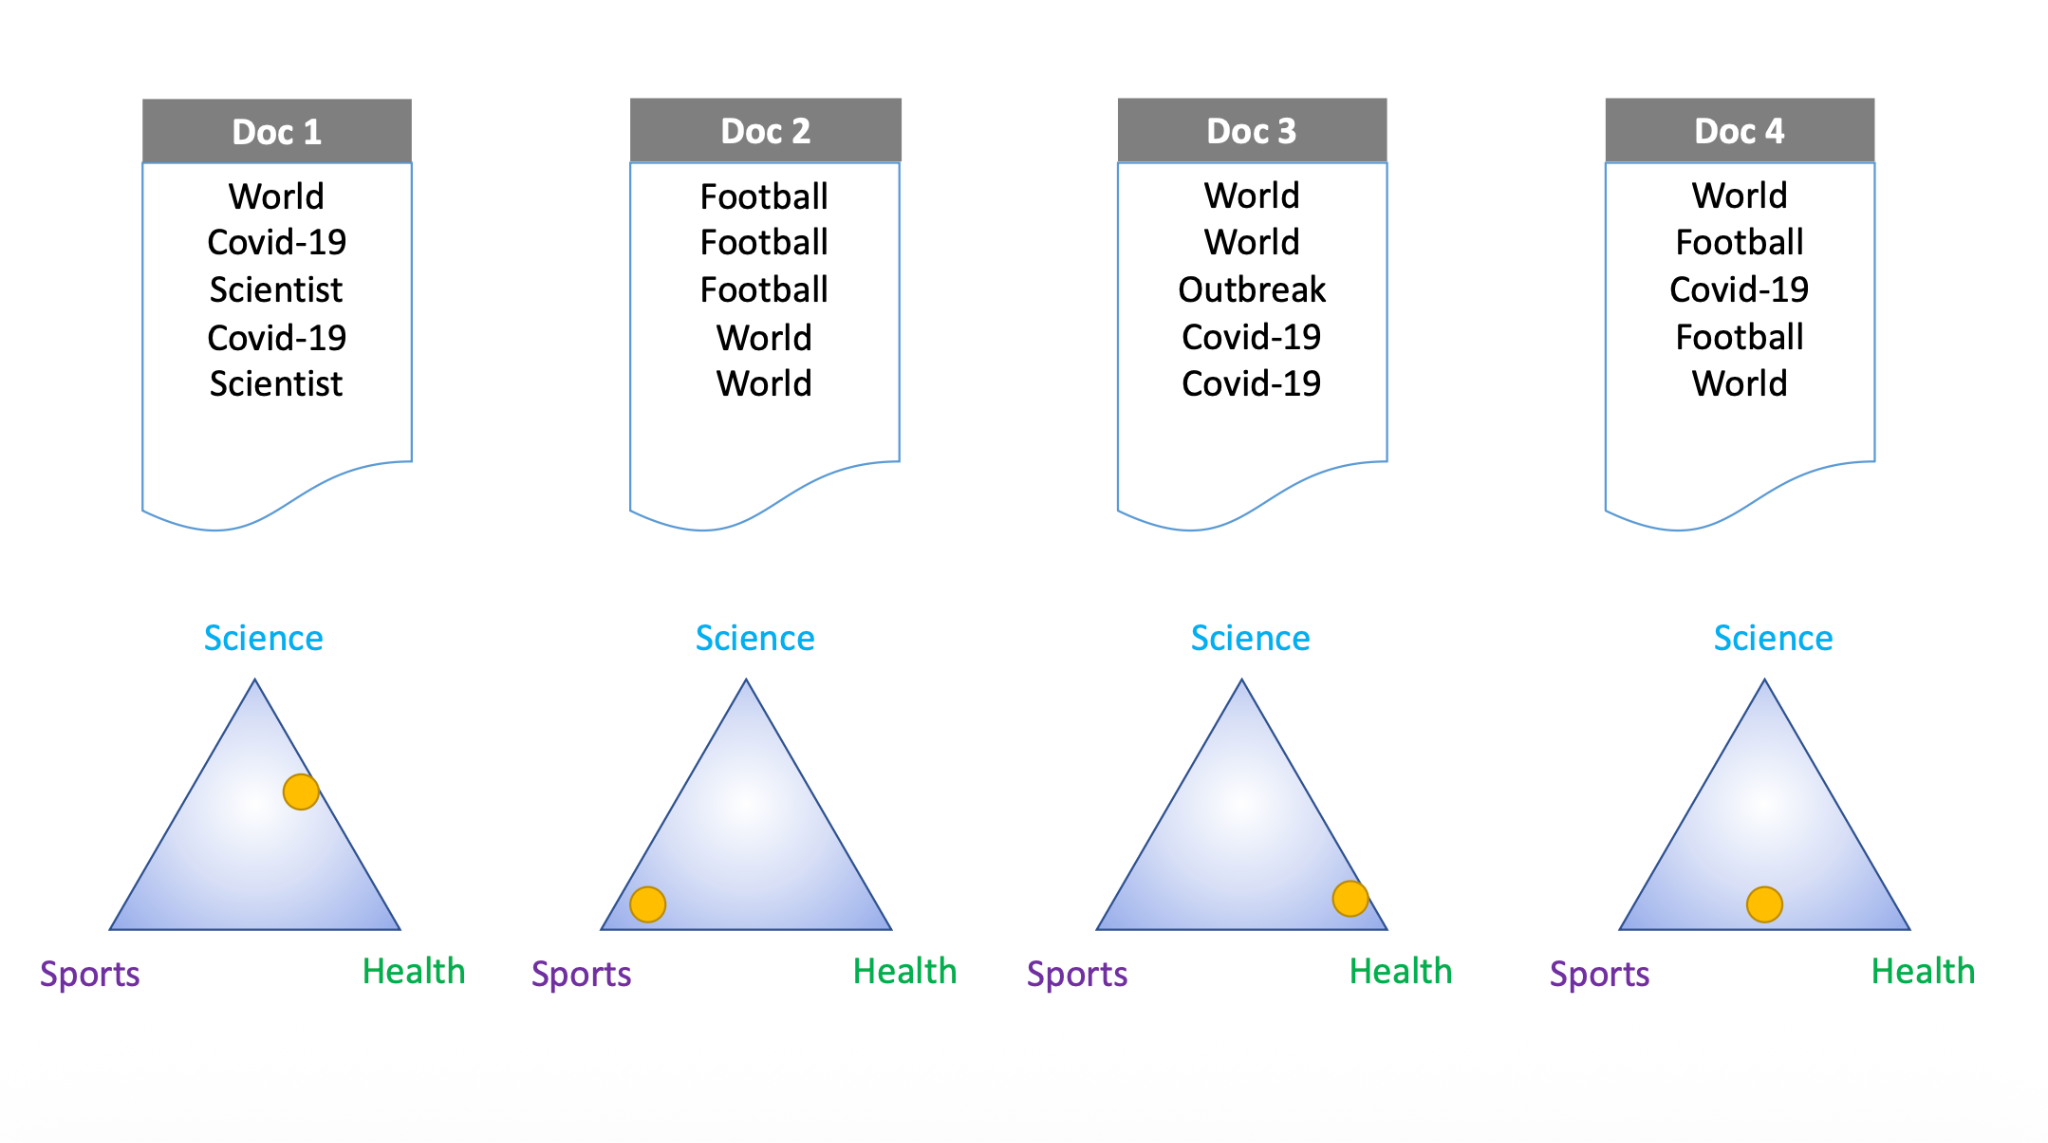 Doc 1
World
Covid-19
Scientist
Covid-19
Scientist
Doc 2
Football
Football
Football
World
World
Doc 3
World
World
Outbreak
Covid-19
Covid-19
Doc 4
World
Football
Covid-19
Football
World
Science
Sports
Health
Science
Sports
Health
Science
Sports
Health
Science
Sports
Health